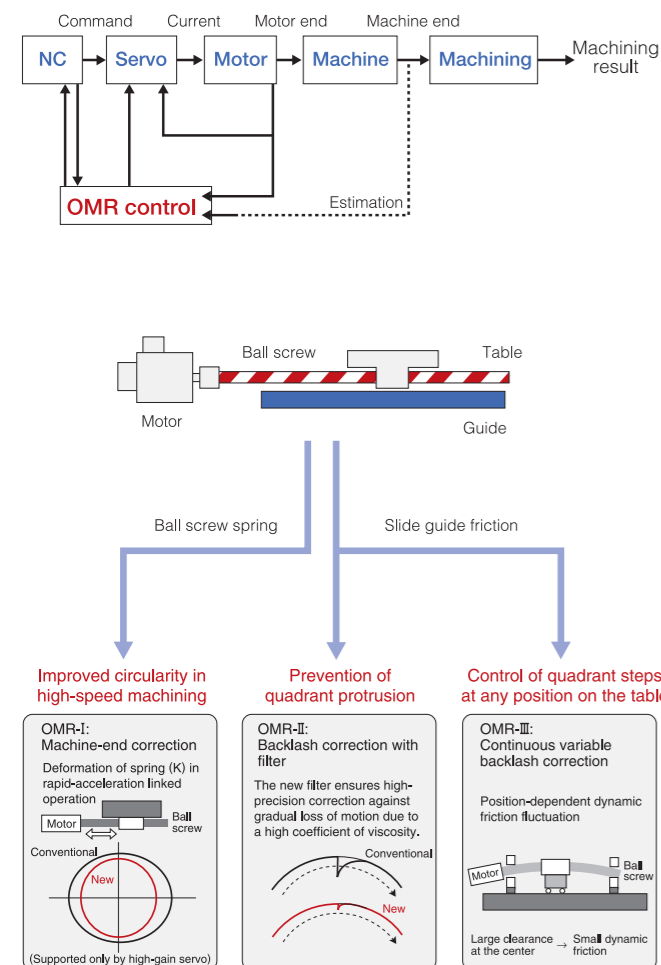 Command Current Motor end Machine end
NC Servo Motor Machine Machining
Machining
result
OMR control
Estimation
Ball screw Table
Motor
Guide
Ball screw spring Slide guide friction
Improved circularity in
high-speed machining
OMR-I:
Machine-end correction
Deformation of spring (K) in
rapid-acceleration linked
operation
Motor
Ball
screw
Conventional
New
(Supported only by high-gain servo)
Prevention of
quadrant protrusion
OMR-II:
Backlash correction with
filter
The new filter ensures high-
precision correction against
gradual loss of motion due to
a high coefficient of viscosity.
Conventional
New
Control of quadrant steps
at any position on the table
OMR-III:
Continuous variable
backlash correction
Position-dependent dynamic
friction fluctuation
Motor
Ball
screw
Large clearance → Small dynamic
at the center friction